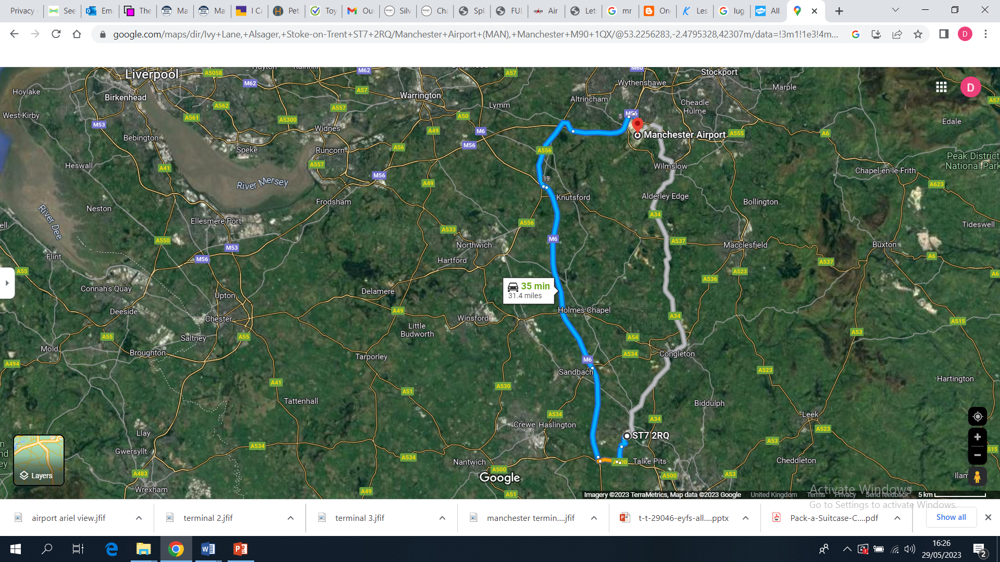 Privacy
See
Em
The
Ma
Ma
I Ca
Pet
Toy
Ou
Silv
Cha
Spl
FUL
Air
Let
mr
On
Les
lug
All
google.com/maps/dir/Ivy+Lane,+Alsager,+Stoke-on-Trent+ST7+2RQ/Manchester+Airport+(MAN),+Manchester+M90+1QX/@53.2256283,-2.4795328,42307m/data=!3m1!1e3!4m...
D
Liverpool
A5058
M62
M62
A57
M60
Stockport
Hoylake
Birkenhead
M62
A57
Warrington
Wythenshawe
Marple
D
A57
West Kirby
A562
A557
Lymm
Altrincham
Cheadle
Hulme
M53
A561
A5300
A50
5
M56
Edale
Widnes
A49
M6
Manchester Airport
A555
A6
Bebington
Speke
Runcorn
A56
M56
A556
Peak District
National Park
Heswall
A41
A557
M56
Wilmslow
Chapel-en-le-Frith
River Mersey
A49
19
A623
Frodsham
Knutsford
Alderley Edge
Bollington
Neston
River Dee
Ellesmere Port
A34
A556
Tideswell
A533
A550
M53
Northwich
M6
A537
Macclesfield
Buxton
Flint
M56
Hartford
A537
A6
A55
A523
A6
Connah's Quay
Delamere
35 min
31.4 miles
A536
Upton
Deeside
Chester
A49
Winsford
Holmes Chapel
A34
A515
Little
Budworth
A55
Saltney
A55
A54
A53
Mold
Broughton
Tarporley
M6
A534
Congleton
A494
Sandbach
A523
A41
A530
Hartington
A51
Tattenhall
Biddulph
A534
A34
Leek
Llay
Crewe
Haslington
ST7 2RQ
A523
Gwersyllt
A534
A534
Nantwich
A500
Talke Pits
A53
Cheddleton
515
Layers
A483
A500
A500
A53
Ilam
Google
Wrexham
A49
A51
Imagery ©2023 TerraMetrics, Map data ©2023 Google
United Kingdom
Terms
Privacy
Send feedback
5 km
Activate Windows
Go to Settings to activate Windows.
airport ariel view.jfif
terminal 2.jfif
terminal 3.jfif
manchester termin....jfif
t-t-29046-eyfs-all....pptx
Pack-a-Suitcase-C....pdf
Show all
16:26
29/05/2023
2